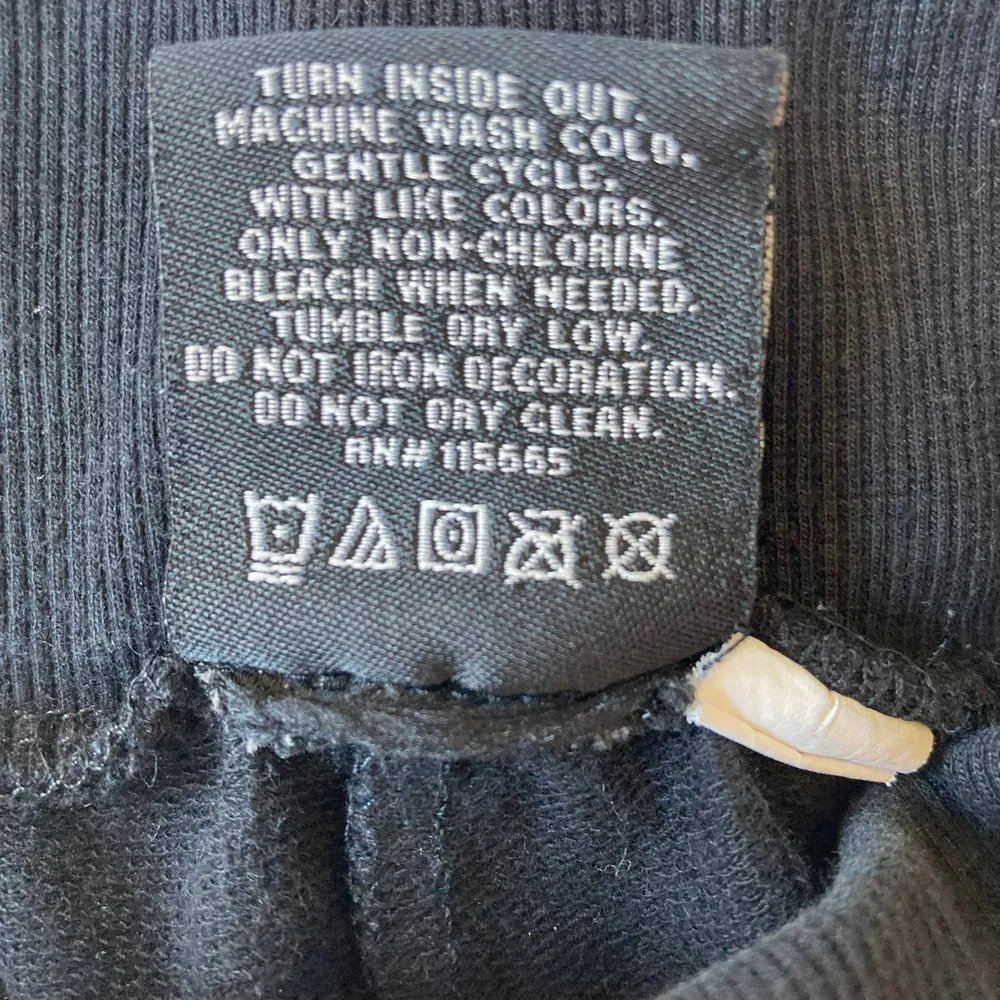 TURN INSIDE OUT.
MACHINE WASH COLD.
GENTLE CYCLE.
WITH LIKE COLORS.
ONLY NON-CHLORINE
BLEACH WHEN NEEDED.
TUMBLE DRY LOW.
DO NOT IRON DECORATION.
DO NOT DRY CLEAN.
RN# 115665